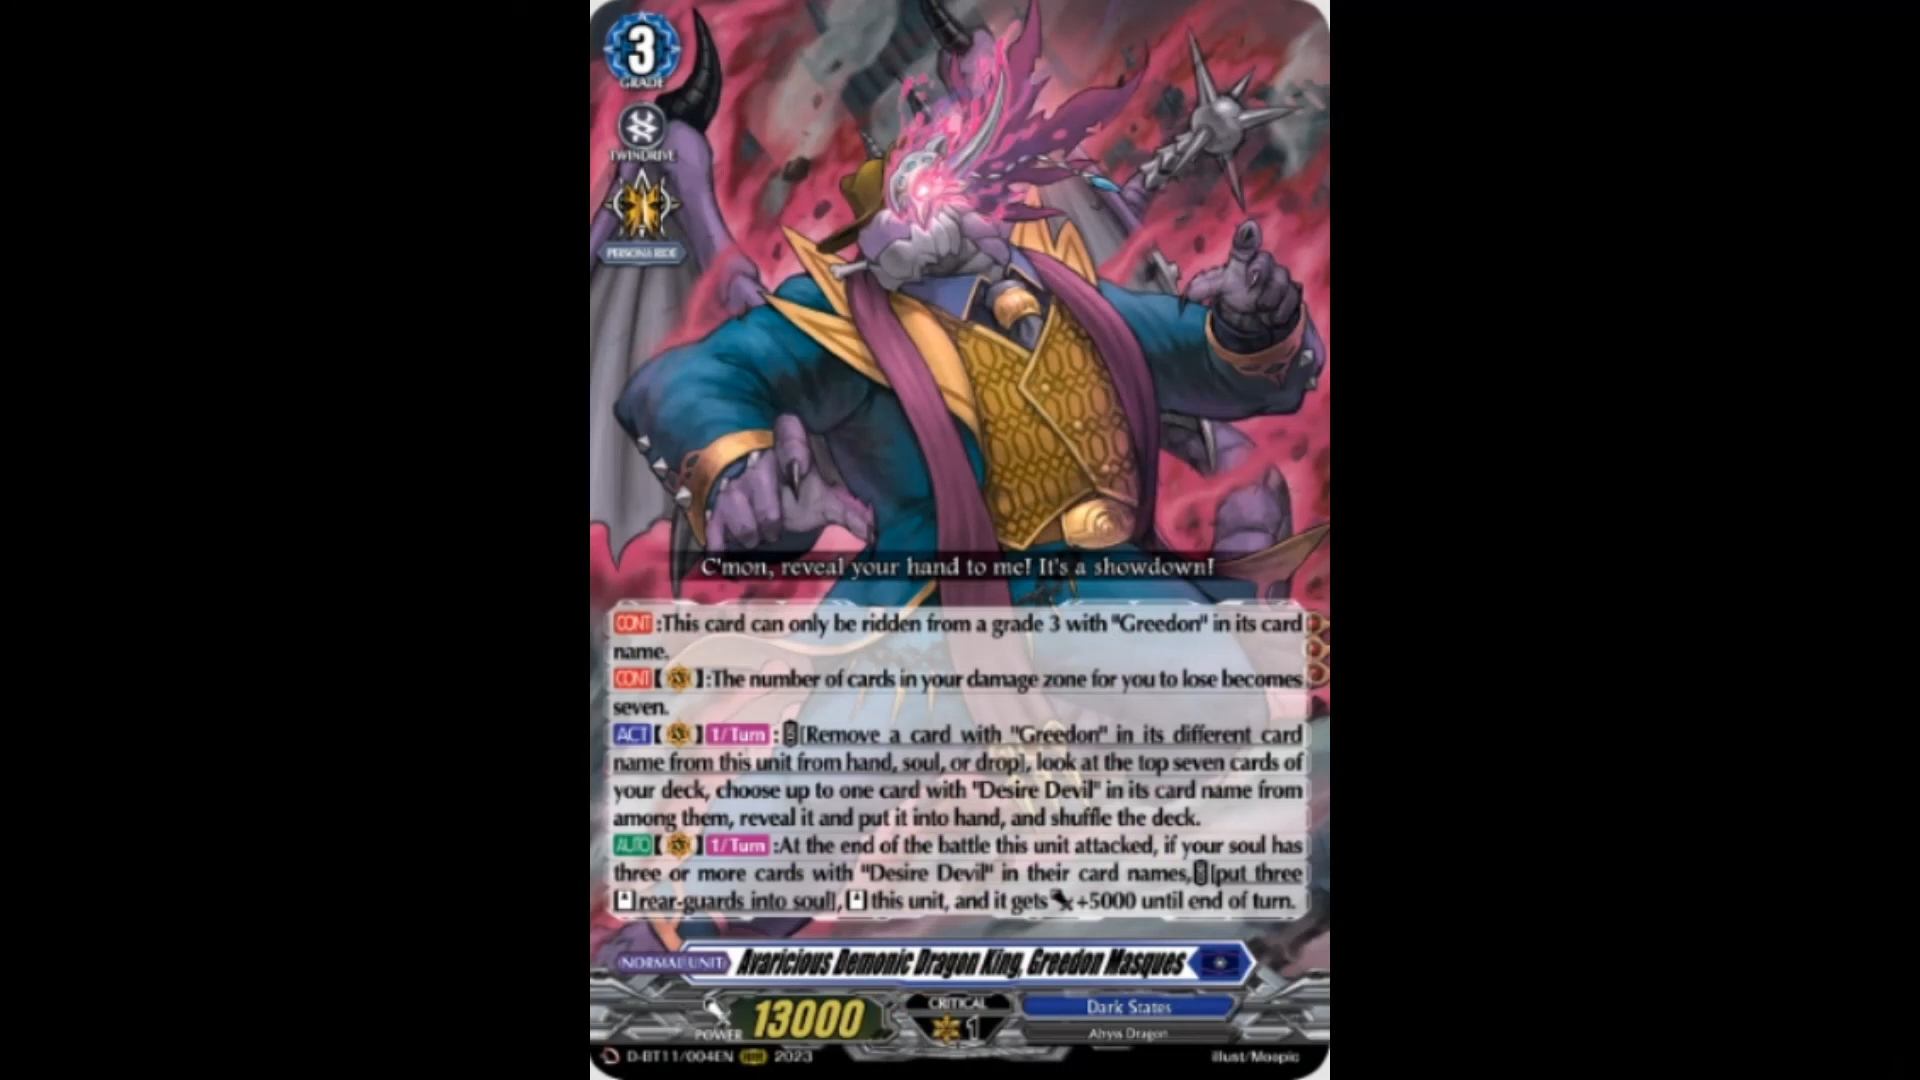 3
GRADE
TWINDRIVE
PERSONA RIDE
C'mon, reveal your hand to me! It's a showdown!
CONT:This card can only be ridden from a grade 3 with "Greedon" in its card
name.
CONT【 】:The number of cards in your damage zone for you to lose becomes
seven.
ACT【 】1/Turn:[Remove a card with "Greedon" in its different card
name from this unit from hand, soul, or drop], look at the top seven cards of
your deck, choose up to one card with "Desire Devil" in its card name from
among them, reveal it and put it into hand, and shuffle the deck.
AUTO【 】1/Turn:At the end of the battle this unit attacked, if your soul has
three or more cards with "Desire Devil" in their card names,[put three
rear-guards into soul], this unit, and it gets +5000 until end of turn.
NORMAL UNIT Avaricious Demonic Dragon King, Greedon Masques
POWER 13000 CRITICAL 1 Dark States
Abyss Dragon
D-BT11/004EN RRR 2023 illust/Moopic